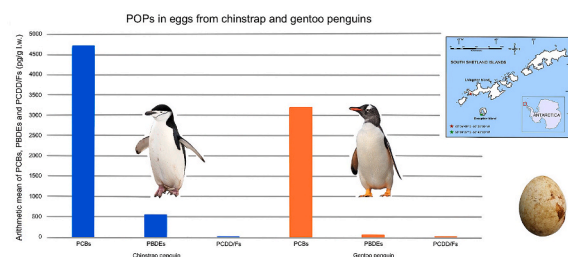 POPs in eggs from chinstrap and gentoo penguins
Arithmetic mean of PCBs, PBDEs and PCDD/Fs (pg/g l.w.)
5000
4500
4000
3500
3000
2500
2000
1500
1000
500
0
PCBs
PBDEs
PCDD/Fs
PCBs
PBDEs
PCDD/Fs
Chinstrap penguin
Gentoo penguin
SOUTH SHETLAND ISLANDS
Livingston Island
Deception Island
ANTARCTICA